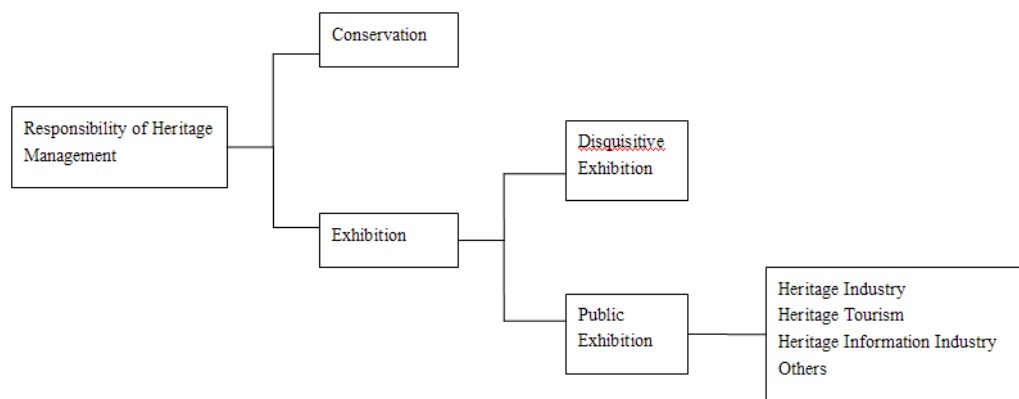 Conservation
Responsibility of Heritage
Management
Disquisitive
Exhibition
Exhibition
Public
Exhibition
Heritage Industry
Heritage Tourism
Heritage Information Industry
Others